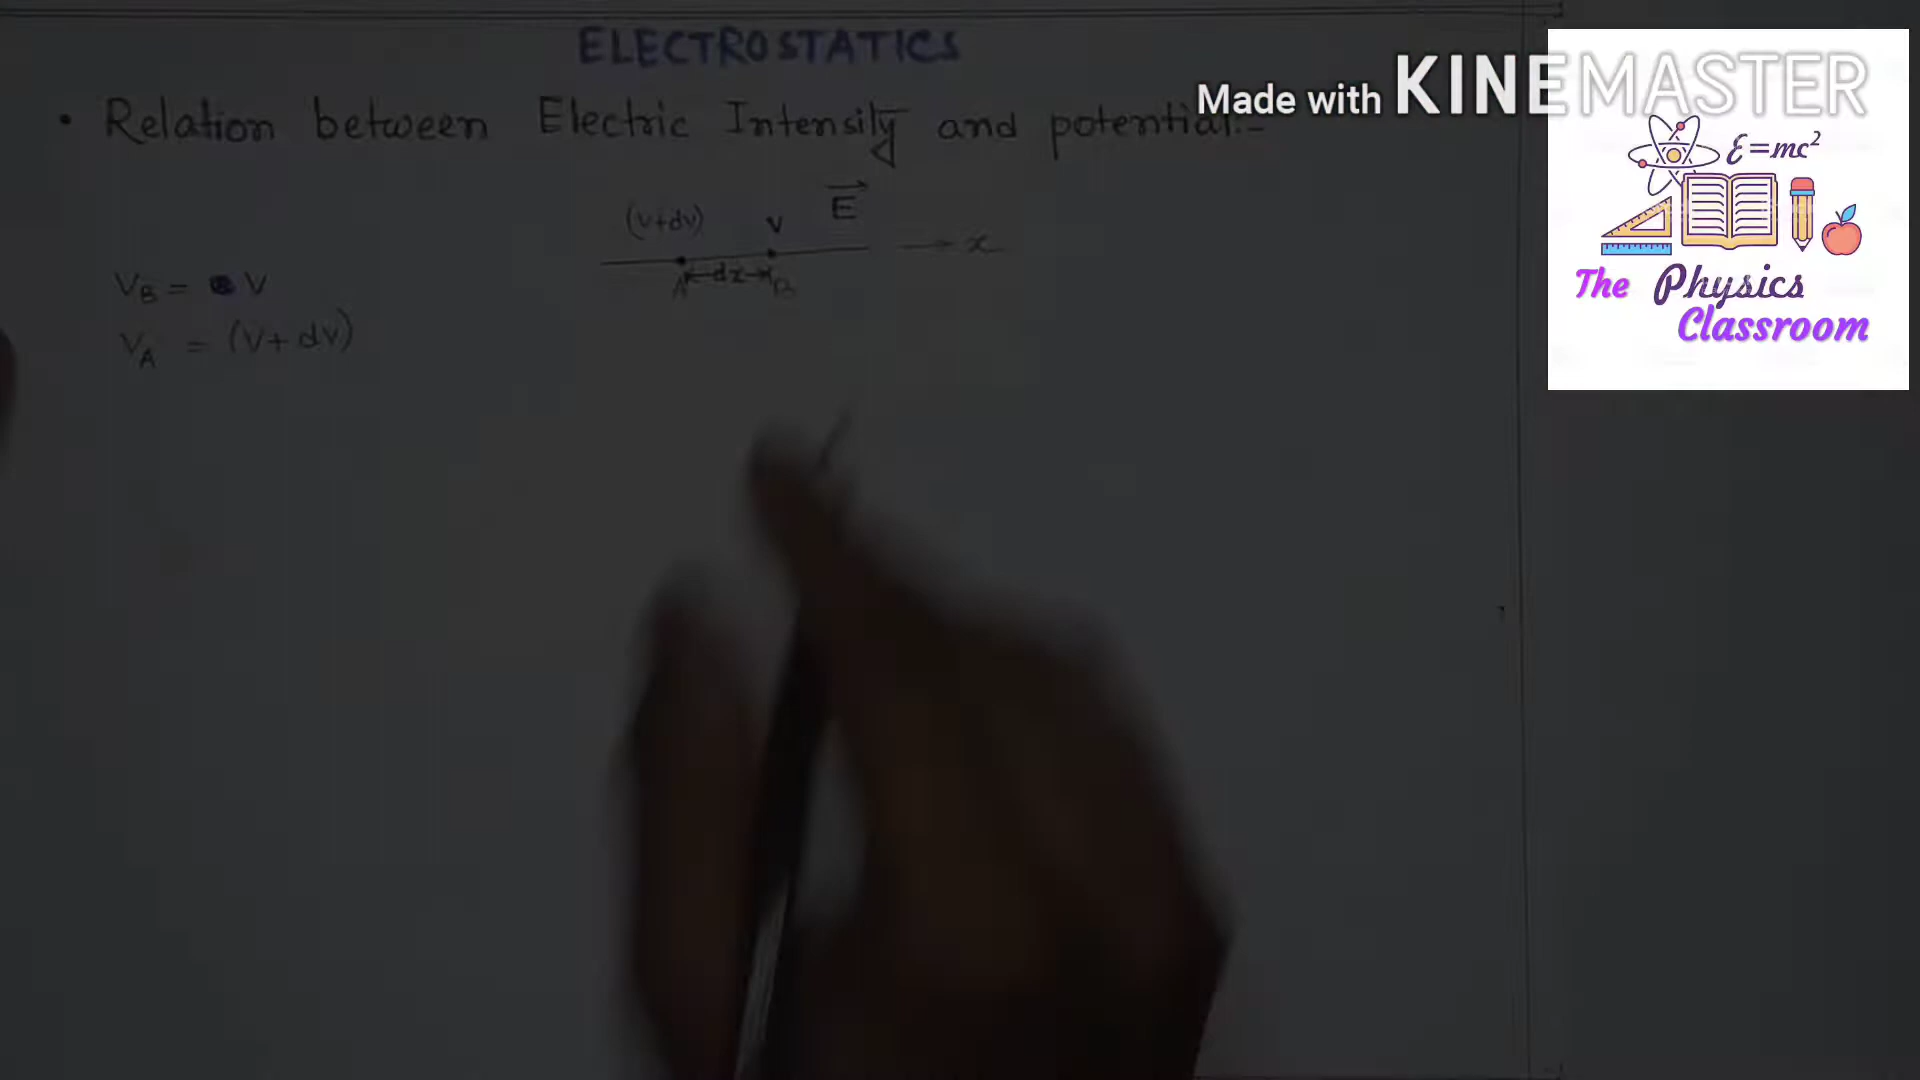 ELECTROSTATICS
Made with KINEMASTER
• Relation between Electric Intensity and potential:-
E=mc²
(V+dV) V E⃗
→ x
A dx B
V_B = V
V_A = (V+dV)
The Physics
Classroom